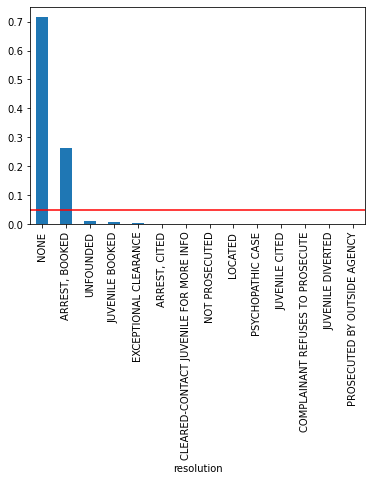 0.7
0.6
0.5
0.4
0.3
0.2
0.1
0.0
NONE
ARREST, BOOKED
UNFOUNDED
JUVENILE BOOKED
EXCEPTIONAL CLEARANCE
ARREST, CITED
CLEARED-CONTACT JUVENILE FOR MORE INFO
NOT PROSECUTED
LOCATED
PSYCHOPATHIC CASE
JUVENILE CITED
COMPLAINANT REFUSES TO PROSECUTE
JUVENILE DIVERTED
PROSECUTED BY OUTSIDE AGENCY
resolution